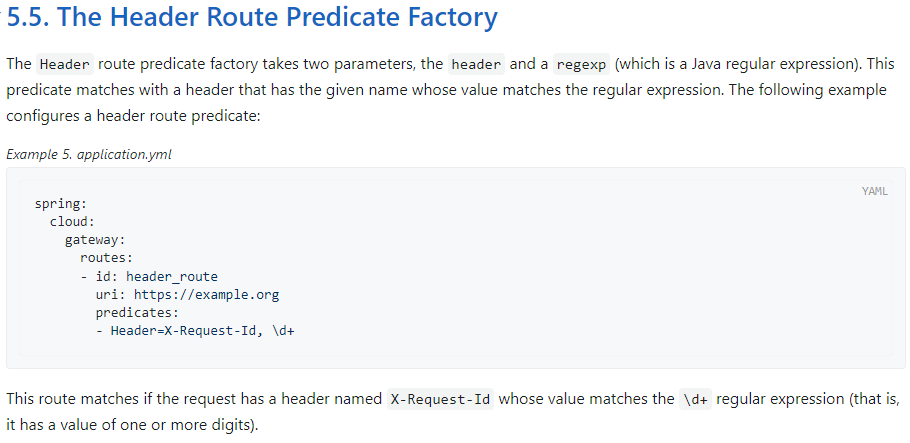 5.5. The Header Route Predicate Factory
The Header route predicate factory takes two parameters, the header and a regexp (which is a Java regular expression). This
predicate matches with a header that has the given name whose value matches the regular expression. The following example
configures a header route predicate:
Example 5. application.yml
YAML
spring:
  cloud:
    gateway:
      routes:
      - id: header_route
        uri: https://example.org
        predicates:
        - Header=X-Request-Id, \d+
This route matches if the request has a header named X-Request-Id whose value matches the \d+ regular expression (that is,
it has a value of one or more digits).